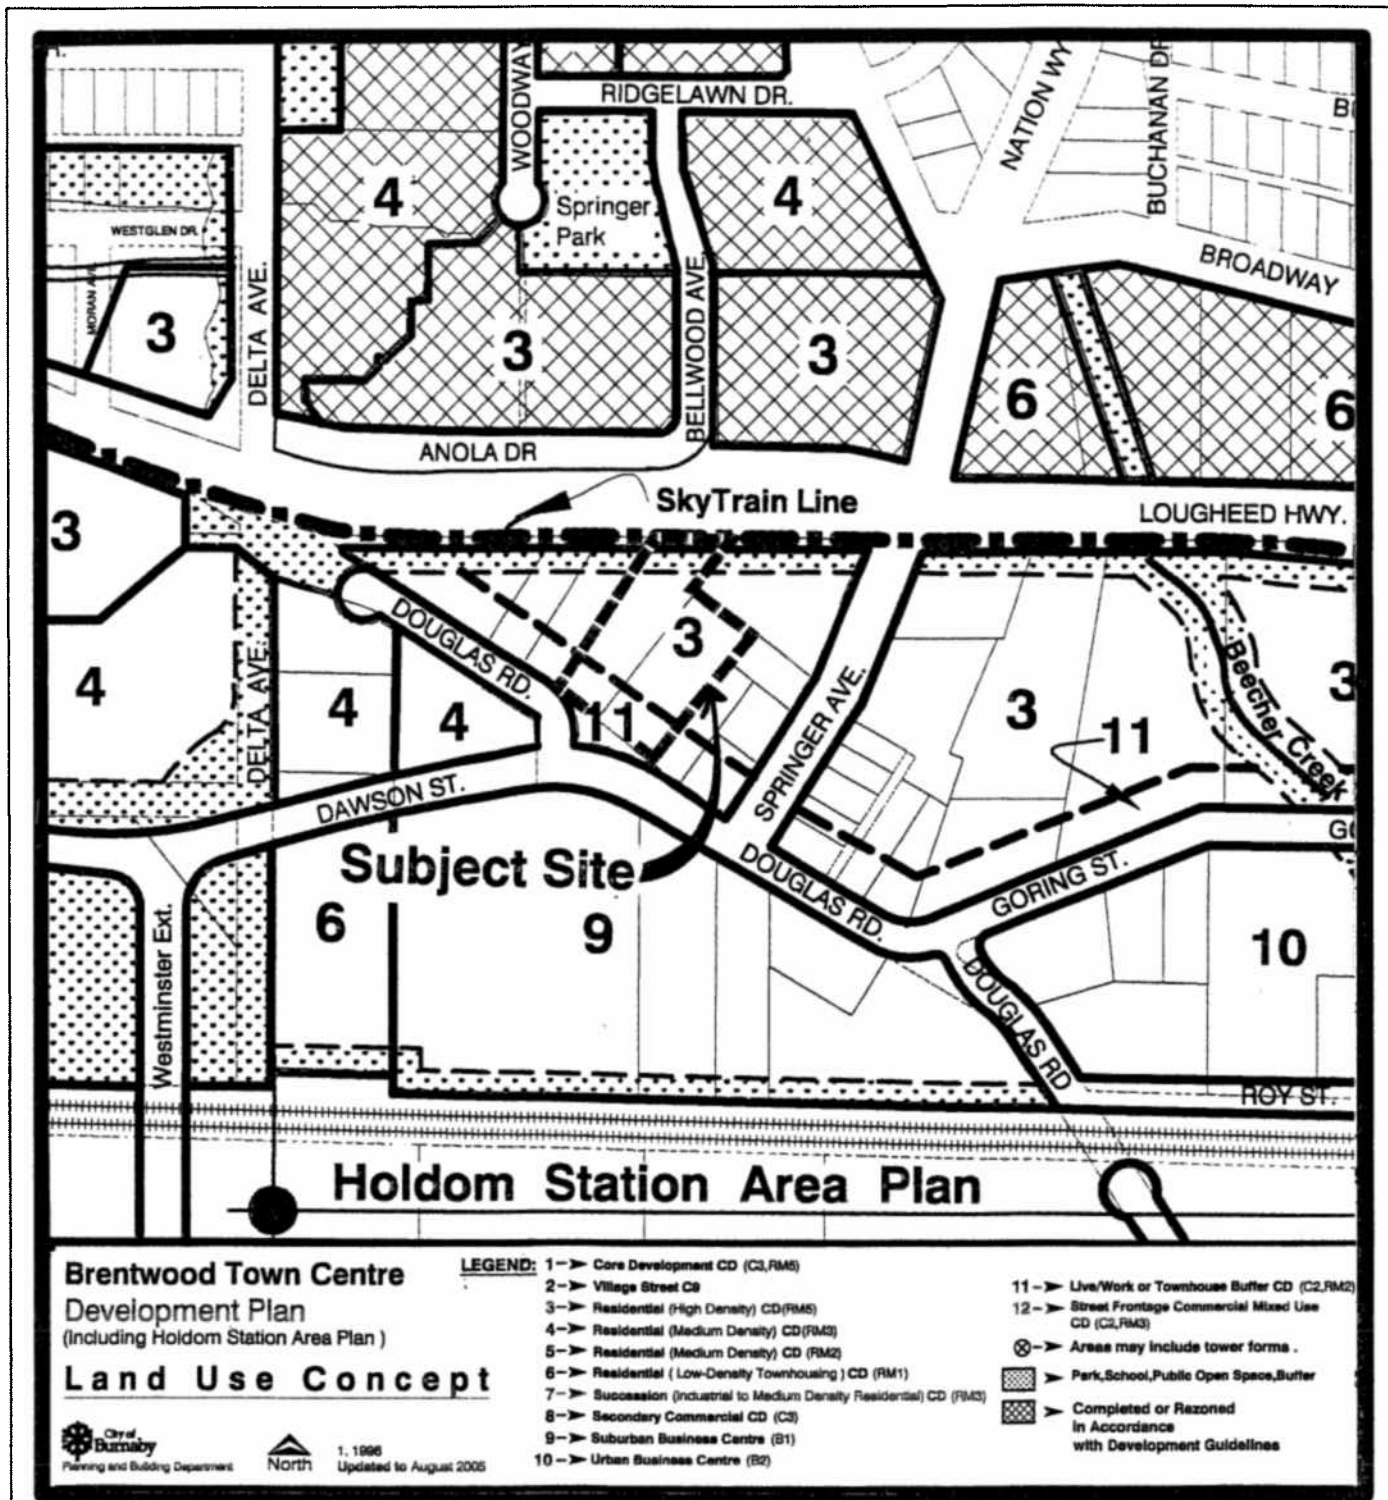 RIDGELAWN DR.
WOODWAY
NATION WY
BUCHANAN DR
4
4
Springer
Park
WESTGLEN DR.
BROADWAY
MORAN AV
3
DELTA AVE.
3
BELLWOOD AVE.
3
6
6
ANOLA DR
SkyTrain Line
LOUGHEED HWY.
3
DOUGLAS RD.
3
Beecher Creek
3
4
DELTA AVE.
4
4
11
SPRINGER AVE.
3
11
DAWSON ST.
Subject Site
DOUGLAS RD.
GORING ST.
GO
6
9
10
Westminster Ext.
DOUGLAS RD
ROY ST.
Holdom Station Area Plan
Brentwood Town Centre
Development Plan
(Including Holdom Station Area Plan )
Land Use Concept
City of
Burnaby
Planning and Building Department
North
1, 1996
Updated to August 2005
LEGEND:
1 -➤ Core Development CD (C3,RM5)
2 -➤ Village Street C8
3 -➤ Residential (High Density) CD(RM5)
4 -➤ Residential (Medium Density) CD(RM3)
5 -➤ Residential (Medium Density) CD (RM2)
6 -➤ Residential ( Low-Density Townhousing ) CD (RM1)
7 -➤ Succession (Industrial to Medium Density Residential) CD (RM3)
8 -➤ Secondary Commercial CD (C3)
9 -➤ Suburban Business Centre (B1)
10 -➤ Urban Business Centre (B2)
11 -➤ Live/Work or Townhouse Buffer CD (C2,RM2)
12 -➤ Street Frontage Commercial Mixed Use
CD (C2,RM3)
➤ Areas may include tower forms .
➤ Park,School,Public Open Space,Buffer
➤ Completed or Rezoned
in Accordance
with Development Guidelines